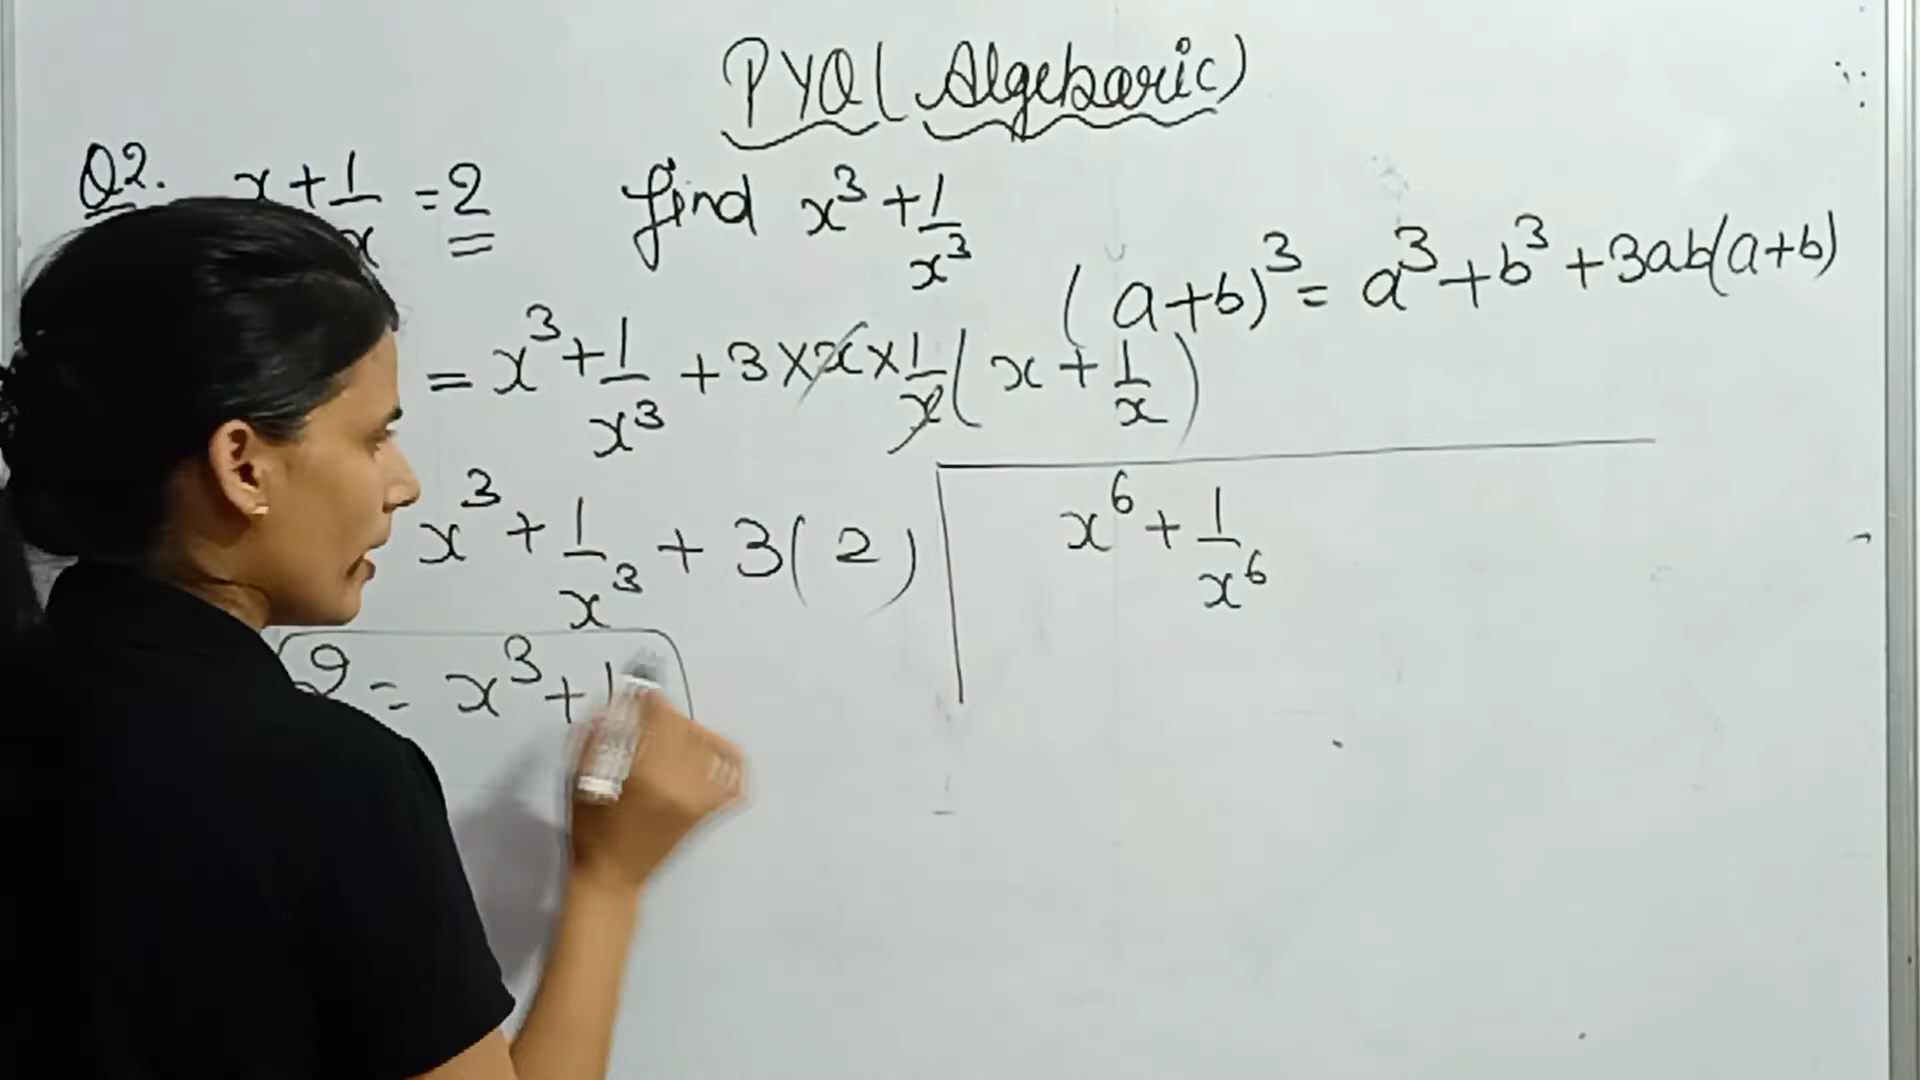 PYQ( Algebaric)
Q2. x + 1/x = 2 find x³ + 1/x³
(a+b)³ = a³ + b³ + 3ab(a+b)
= x³ + 1/x³ + 3 × x × 1/x ( x + 1/x )
x³ + 1/x³ + 3( 2 )
x⁶ + 1/x⁶
2 = x³ + 1